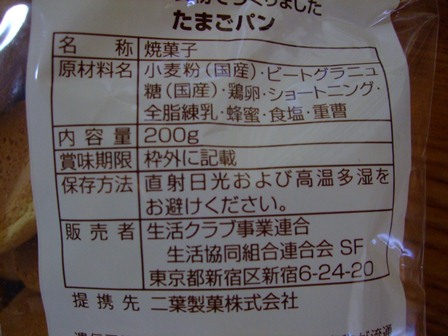 つくりました
たまごパン
名 称 焼菓子
原材料名 小麦粉(国産)・ビートグラニュ
糖(国産)・鶏卵・ショートニング・
全脂練乳・蜂蜜・食塩・重曹
内 容 量 200g
賞味期限 枠外に記載
保存方法 直射日光および高温多湿を
お避けください。
販 売 者 生活クラブ事業連合
生活協同組合連合会 SF
東京都新宿区新宿6-24-20
提 携 先 二葉製菓株式会社